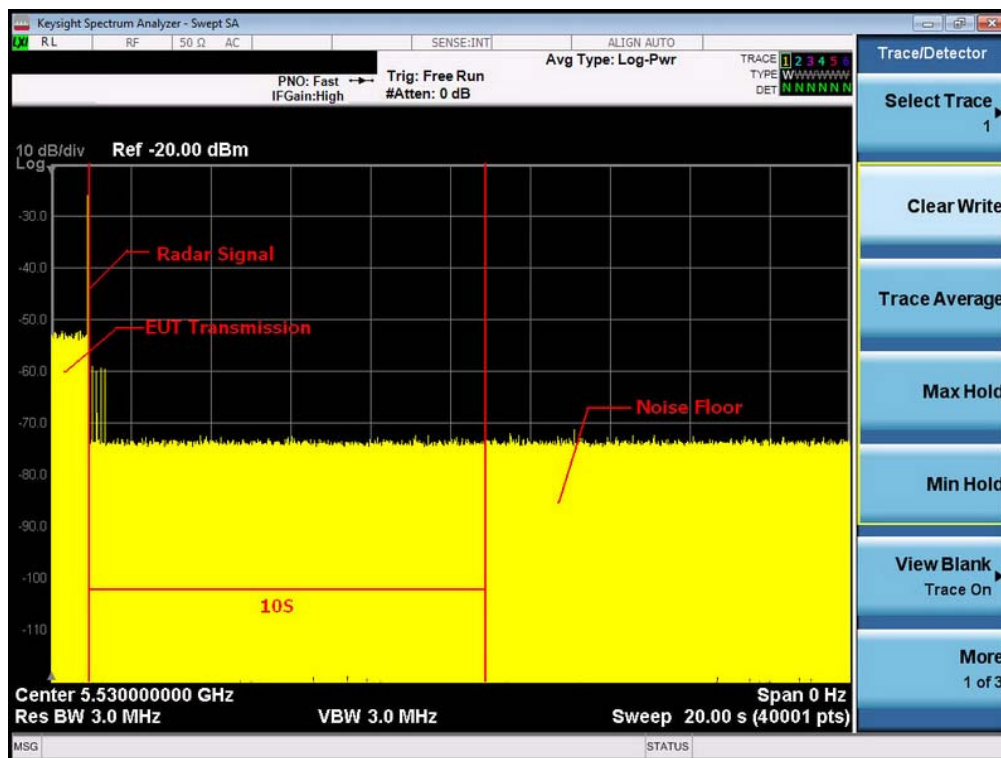 Keysight Spectrum Analyzer - Swept SA
LXI RL RF 50 Ω AC SENSE:INT ALIGN AUTO
PNO: Fast
IFGain:High
Trig: Free Run
#Atten: 0 dB
Avg Type: Log-Pwr
TRACE 1 2 3 4 5 6
TYPE WWWWWW
DET N N N N N N
10 dB/div Ref -20.00 dBm
Log
-30.0
-40.0
-50.0
-60.0
-70.0
-80.0
-90.0
-100
-110
Radar Signal
EUT Transmission
Noise Floor
10S
Center 5.530000000 GHz Span 0 Hz
Res BW 3.0 MHz VBW 3.0 MHz Sweep 20.00 s (40001 pts)
MSG STATUS
Trace/Detector
Select Trace
1
Clear Write
Trace Average
Max Hold
Min Hold
View Blank
Trace On
More
1 of 3